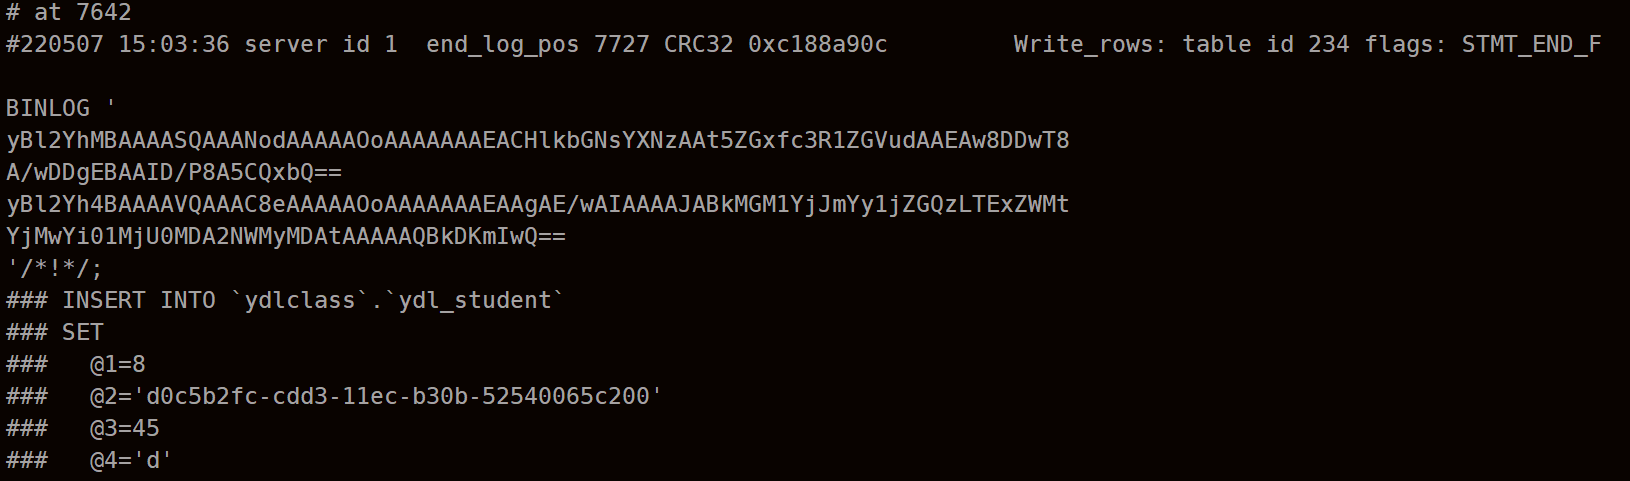 # at 7642
#220507 15:03:36 server id 1  end_log_pos 7727 CRC32 0xc188a90c         Write_rows: table id 234 flags: STMT_END_F
BINLOG '
yBl2YhMBAAAASQAAANodAAAAAOoAAAAAAAEACHlkbGNsYXNzAAt5ZGxfc3R1ZGVudAAEAw8DDwT8
A/wDDgEBAAID/P8A5CQxbQ==
yBl2Yh4BAAAAVQAAAC8eAAAAAOoAAAAAAAEAAgAE/wAIAAAAJABkMGM1YjJmYy1jZGQzLTExZWMt
YjMwYi01MjU0MDA2NWMyMDAtAAAAAQBkDKmIwQ==
'/*!*/;
### INSERT INTO `ydlclass`.`ydl_student`
### SET
###   @1=8
###   @2='d0c5b2fc-cdd3-11ec-b30b-52540065c200'
###   @3=45
###   @4='d'